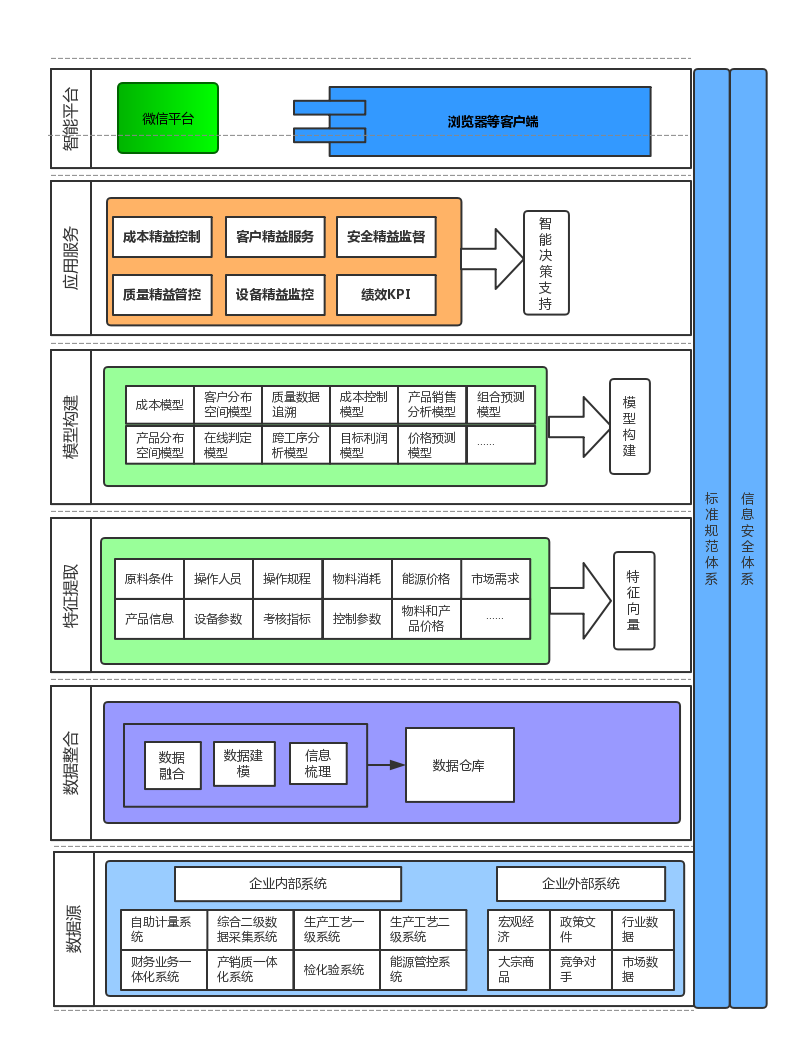 智能平台
微信平台
浏览器等客户端
应用服务
成本精益控制
客户精益服务
安全精益监督
质量精益管控
设备精益监控
绩效KPI
智
能
决
策
支
持
模型构建
成本模型
客户分布
空间模型
质量数据
追溯
成本控制
模型
产品销售
分析模型
组合预测
模型
产品分布
空间模型
在线判定
模型
跨工序分
析模型
目标利润
模型
价格预测
模型
......
模
型
构
建
特征提取
原料条件
操作人员
操作规程
物料消耗
能源价格
市场需求
产品信息
设备参数
考核指标
控制参数
物料和产
品价格
......
特
征
向
量
数据整合
数据
融合
数据建
模
信息
梳理
数据仓库
数据源
企业内部系统
自助计量系
统
综合二级数
据采集系统
生产工艺一
级系统
生产工艺二
级系统
财务业务一
体化系统
产销质一体
化系统
检化验系统
能源管控系
统
企业外部系统
宏观经
济
政策文
件
行业数
据
大宗商
品
竞争对
手
市场数
据
标
准
规
范
体
系
信
息
安
全
体
系